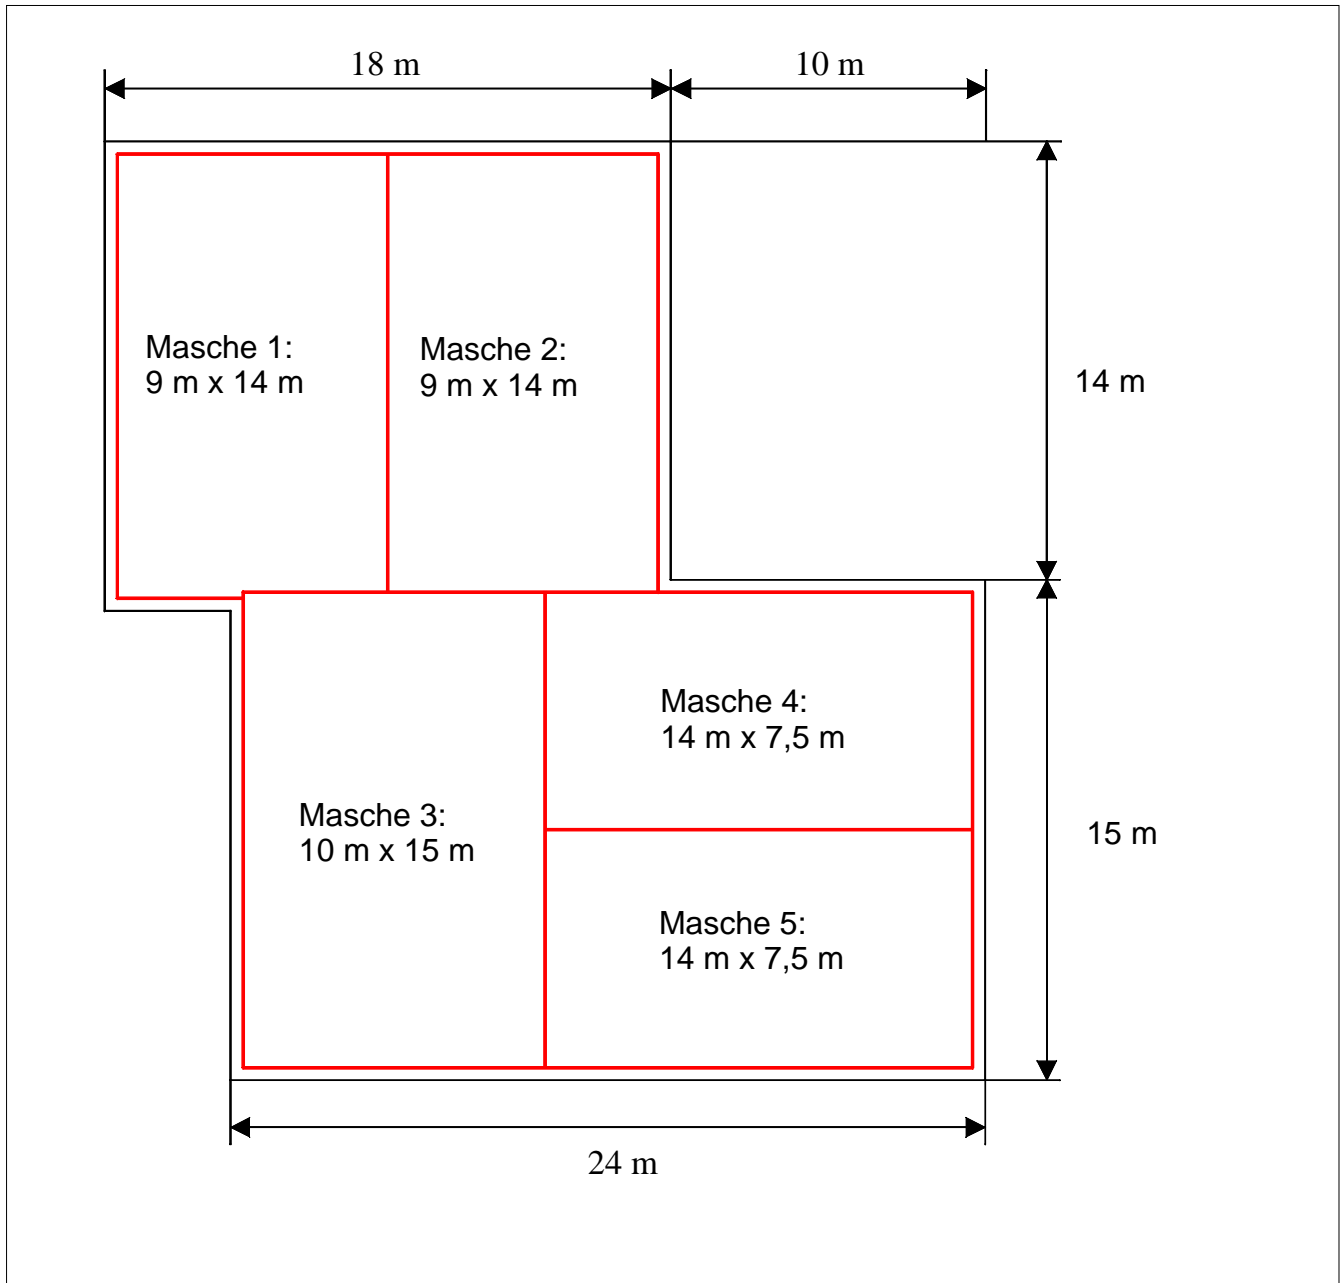 18 m
10 m
Masche 1:
9 m x 14 m
Masche 2:
9 m x 14 m
14 m
Masche 3:
10 m x 15 m
Masche 4:
14 m x 7,5 m
15 m
Masche 5:
14 m x 7,5 m
24 m